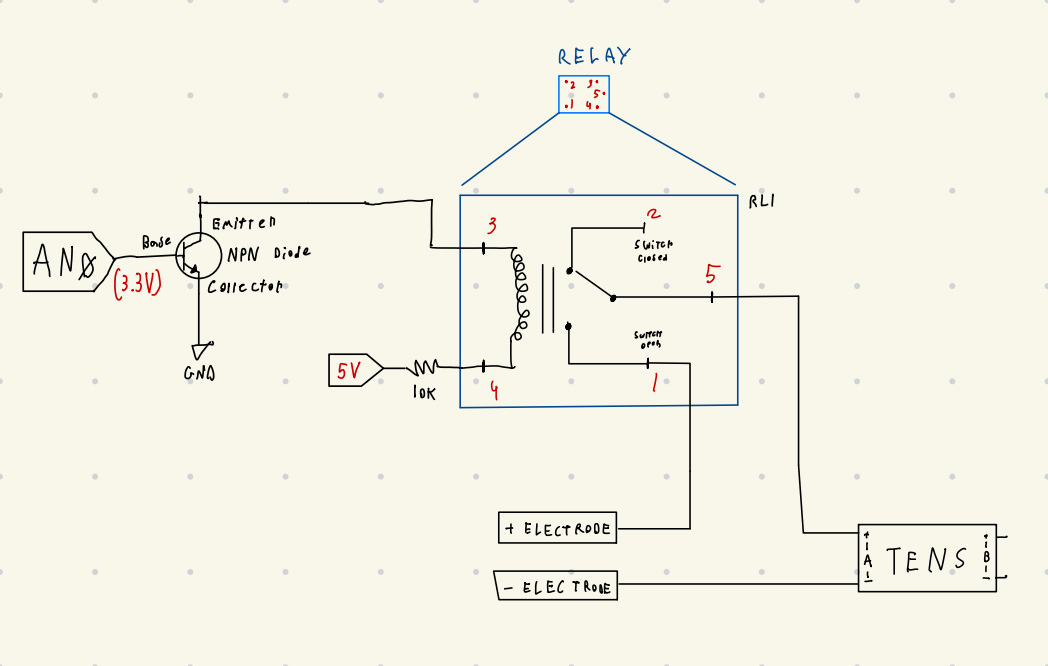 RELAY
2 3
5
1 4
RL1
3
2
SWITCH
CLOSED
Emitter
Base
NPN Diode
AN0
(3.3V)
Collector
5
SWITCH
OPEN
5V
10K
4
1
GND
+ ELECTRODE
- ELECTRODE
+ A -
TENS
+ B -